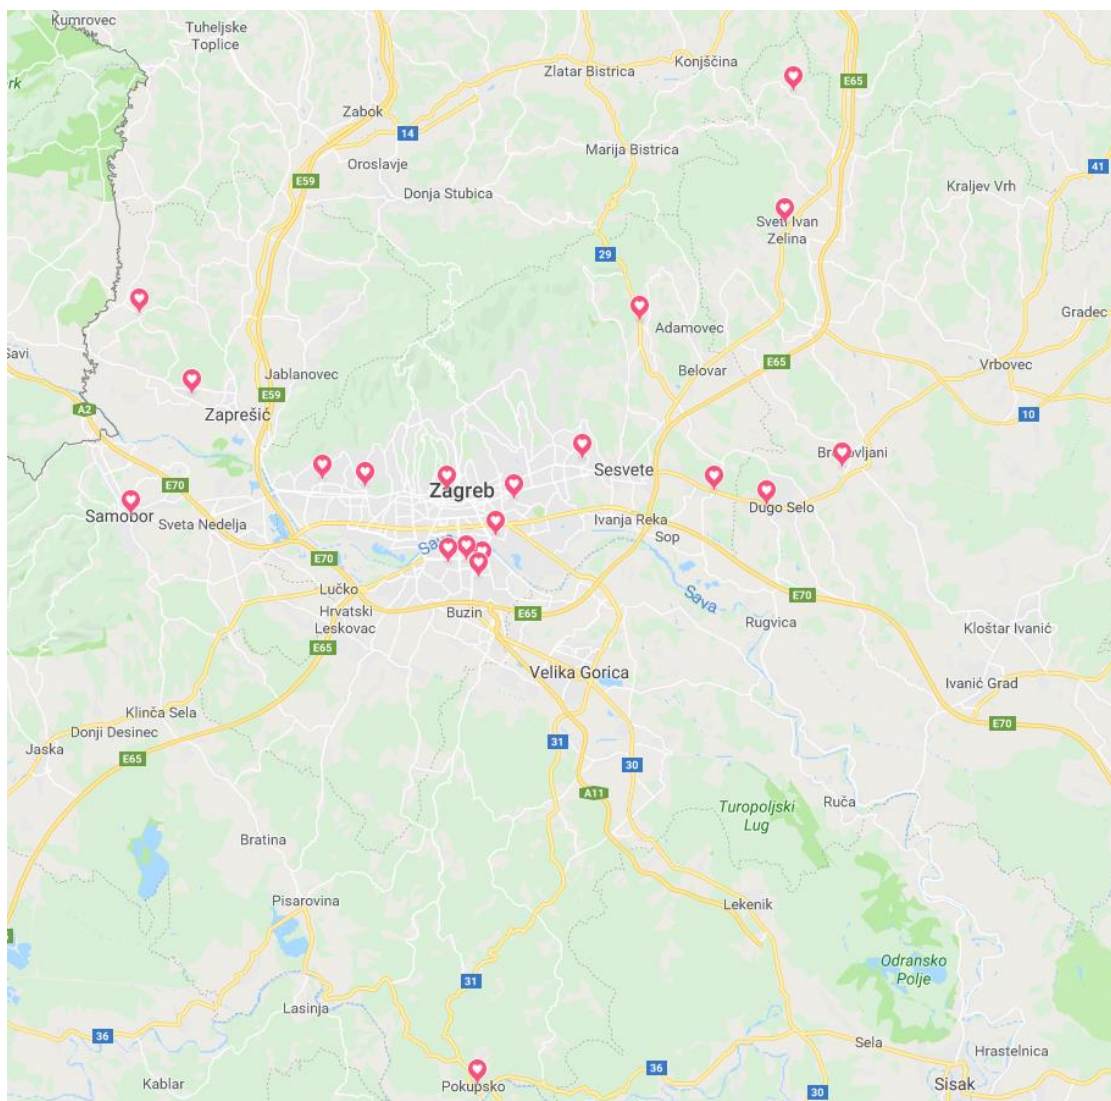 Kumrovec
Tuheljske
Toplice
Konjščina
Zlatar Bistrica
E65
rk
Zabok
14
Marija Bistrica
Oroslavje
41
E59
Donja Stubica
Kraljev Vrh
Sveti Ivan
Zelina
29
Gradec
Adamovec
Savi
E65
Vrbovec
Jablanovec
Belovar
E59
A2
Zaprešić
10
Sesvete
E70
Zagreb
Samobor
Dugo Selo
Sveta Nedelja
Ivanja Reka
Sop
Sava
E70
Lučko
E70
Sava
Hrvatski
Leskovac
Buzin
E65
Rugvica
Kloštar Ivanić
E65
Velika Gorica
Ivanić Grad
Klinča Sela
E70
Donji Desinec
31
Jaska
E65
30
A11
Turopoljski
Lug
Ruča
Bratina
Pisarovina
Lekenik
Odransko
Polje
31
Lasinja
36
Sela
Hrastelnica
36
Kablar
Pokupsko
30
Sisak